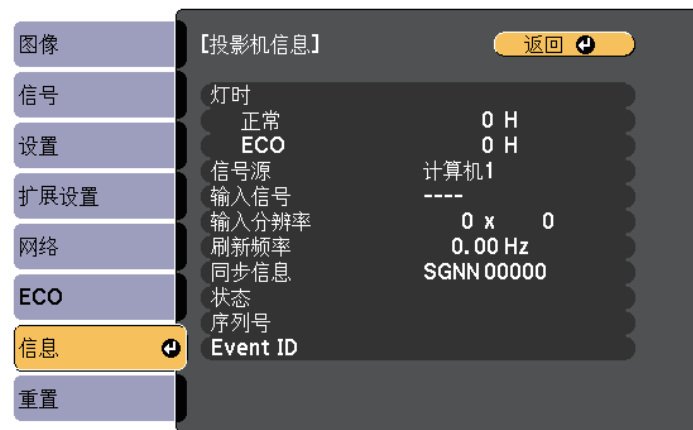 图像
信号
设置
扩展设置
网络
ECO
信息
重置
[投影机信息]
返回
灯时
正常 0 H
ECO 0 H
信号源 计算机1
输入信号 ----
输入分辨率 0 x 0
刷新频率 0.00 Hz
同步信息 SGNN 00000
状态
序列号
Event ID